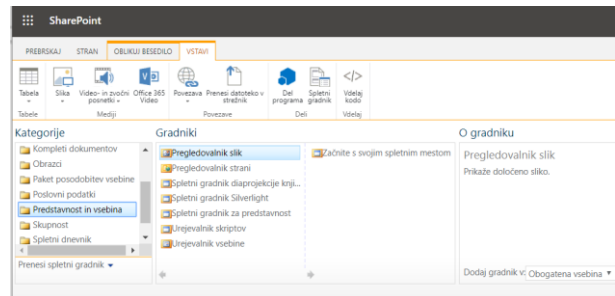 SharePoint
PREBRSKAJ STRAN OBLIKUJ BESEDILO VSTAVI
Tabela Slika Video- in zvočni posnetki Office 365 Video Povezava Prenesi datoteko v strežnik Del programa Spletni gradnik Vdelaj kodo
Tabele Mediji Povezave Deli Vdelaj
Kategorije Gradniki O gradniku
Kompleti dokumentov
Obrazci
Paket posodobitev vsebine
Poslovni podatki
Predstavnost in vsebina
Skupnost
Spletni dnevnik
Prenesi spletni gradnik
Pregledovalnik slik
Pregledovalnik strani
Spletni gradnik diaprojekcije knji...
Spletni gradnik Silverlight
Spletni gradnik za predstavnost
Urejevalnik skriptov
Urejevalnik vsebine
Začnite s svojim spletnim mestom
Pregledovalnik slik
Prikaže določeno sliko.
Dodaj gradnik v: Obogatena vsebina